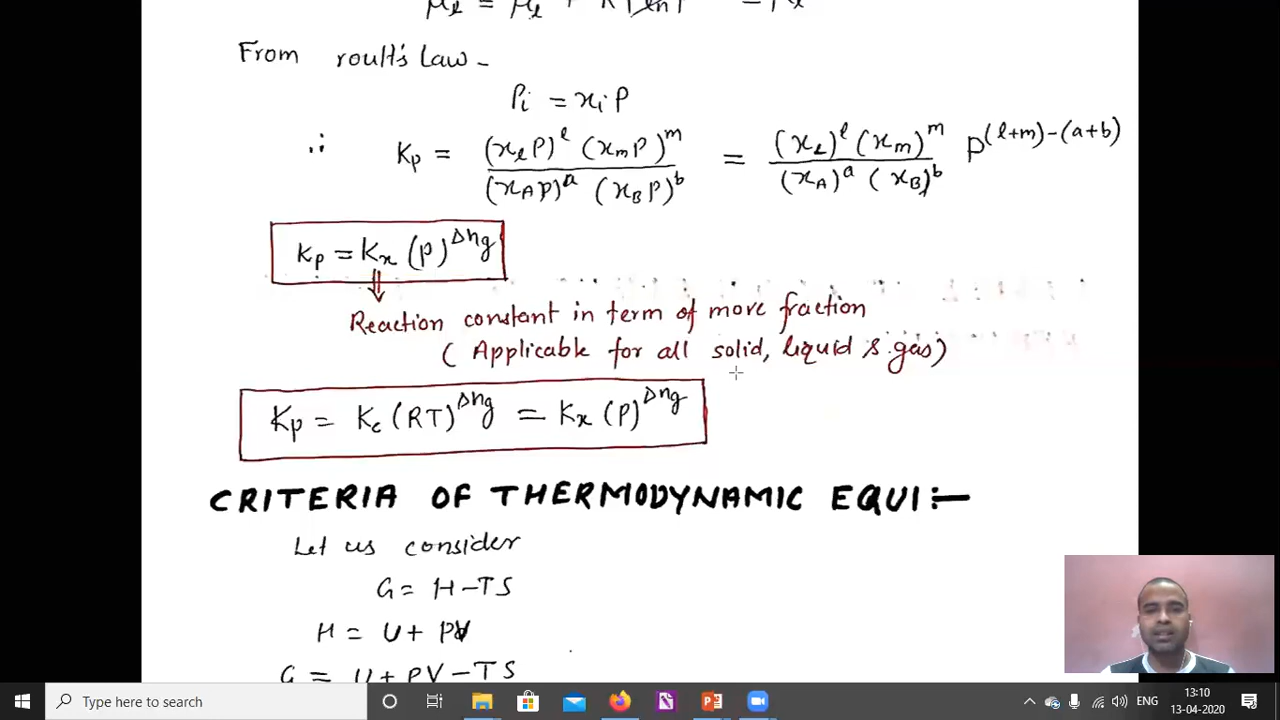 From roult's Law -
Pi = xi P
∴ Kp = (xℓ P)^ℓ (xm P)^m / (xA P)^a (xB P)^b = (xℓ)^ℓ (xm)^m / (xA)^a (xB)^b P^(ℓ+m)-(a+b)
Kp = Kx (P)^Δng
⇓
Reaction constant in term of more fraction
( Applicable for all solid, liquid & gas)
Kp = Kc (RT)^Δng = Kx (P)^Δng
CRITERIA OF THERMODYNAMIC EQUI :-
Let us consider
G = H - TS
H = U + PV
G = U + PV - TS
Type here to search
ENG
13:10
13-04-2020